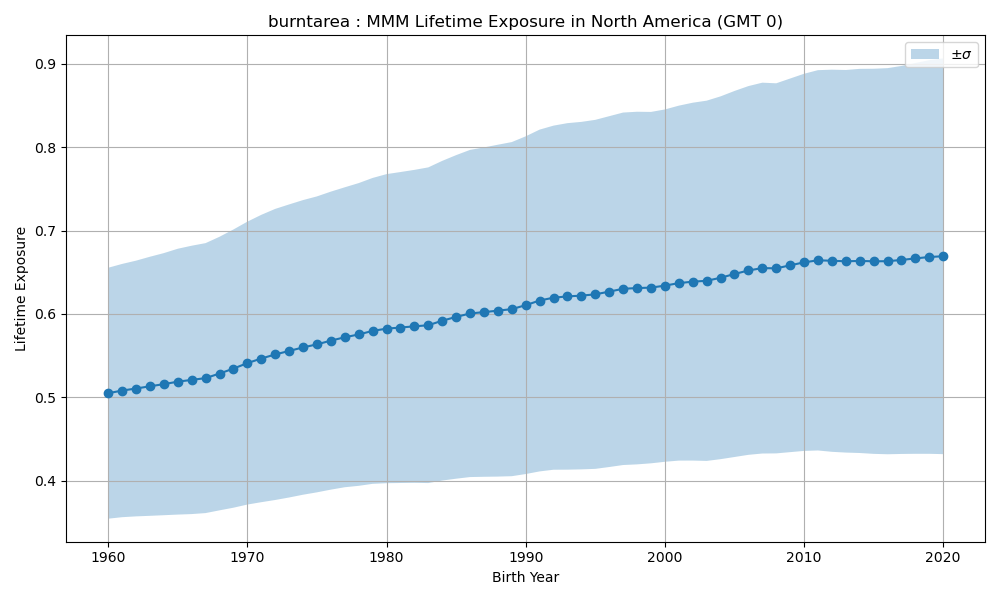 burntarea : MMM Lifetime Exposure in North America (GMT 0)
±σ
Lifetime Exposure
0.9
0.8
0.7
0.6
0.5
0.4
1960 1970 1980 1990 2000 2010 2020
Birth Year